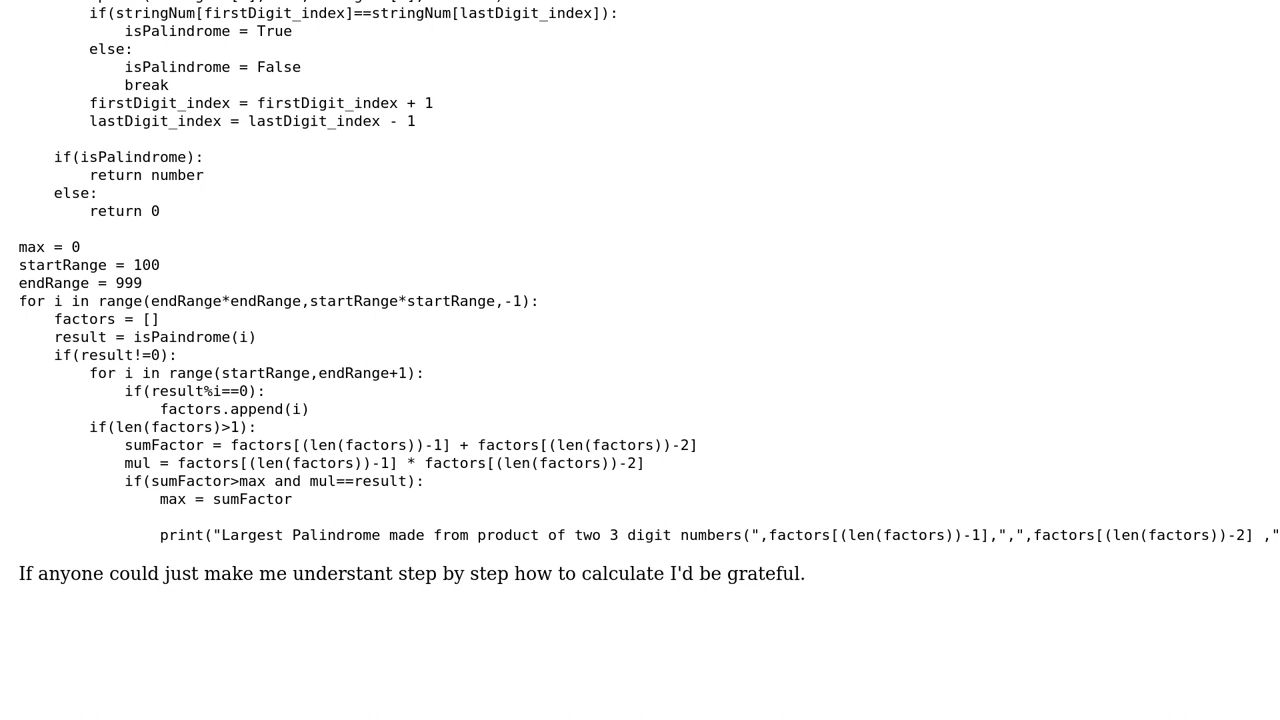 if(stringNum[firstDigit_index]==stringNum[lastDigit_index]):
            isPalindrome = True
        else:
            isPalindrome = False
            break
        firstDigit_index = firstDigit_index + 1
        lastDigit_index = lastDigit_index - 1

    if(isPalindrome):
        return number
    else:
        return 0

max = 0
startRange = 100
endRange = 999
for i in range(endRange*endRange,startRange*startRange,-1):
    factors = []
    result = isPaindrome(i)
    if(result!=0):
        for i in range(startRange,endRange+1):
            if(result%i==0):
                factors.append(i)
        if(len(factors)>1):
            sumFactor = factors[(len(factors))-1] + factors[(len(factors))-2]
            mul = factors[(len(factors))-1] * factors[(len(factors))-2]
            if(sumFactor>max and mul==result):
                max = sumFactor

                print("Largest Palindrome made from product of two 3 digit numbers(",factors[(len(factors))-1],",",factors[(len(factors))-2] ,"
If anyone could just make me understant step by step how to calculate I'd be grateful.